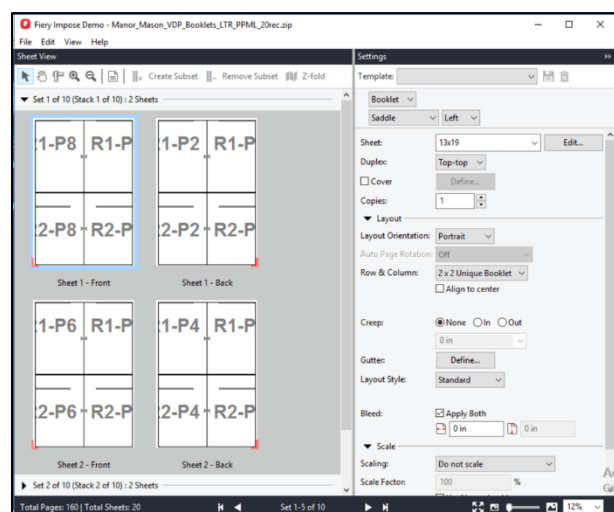 Fiery Impose Demo - Manor_Mason_VDP_Booklets_LTR_PPML_20rec.zip
File Edit View Help
Sheet View
Create Subset Remove Subset Z-fold
Set 1 of 10 (Stack 1 of 10) : 2 Sheets
1-P8 R1-P
2-P8 R2-P
Sheet 1 - Front
1-P2 R1-P
2-P2 R2-P
Sheet 1 - Back
1-P6 R1-P
2-P6 R2-P
Sheet 2 - Front
1-P4 R1-P
2-P4 R2-P
Sheet 2 - Back
Set 2 of 10 (Stack 2 of 10) : 2 Sheets
Settings
Template:
Booklet
Saddle Left
Sheet: 13x19 Edit...
Duplex: Top-top
Cover Define...
Copies: 1
Layout
Layout Orientation: Portrait
Auto Page Rotation: Off
Row & Column: 2 x 2 Unique Booklet
Align to center
Creep: None In Out
0 in
Gutter: Define...
Layout Style: Standard
Bleed: Apply Both
0 in 0 in
Scale
Scaling: Do not scale
Scale Factor: 100 %
Total Pages: 160 | Total Sheets: 20 Set 1-5 of 10 12%